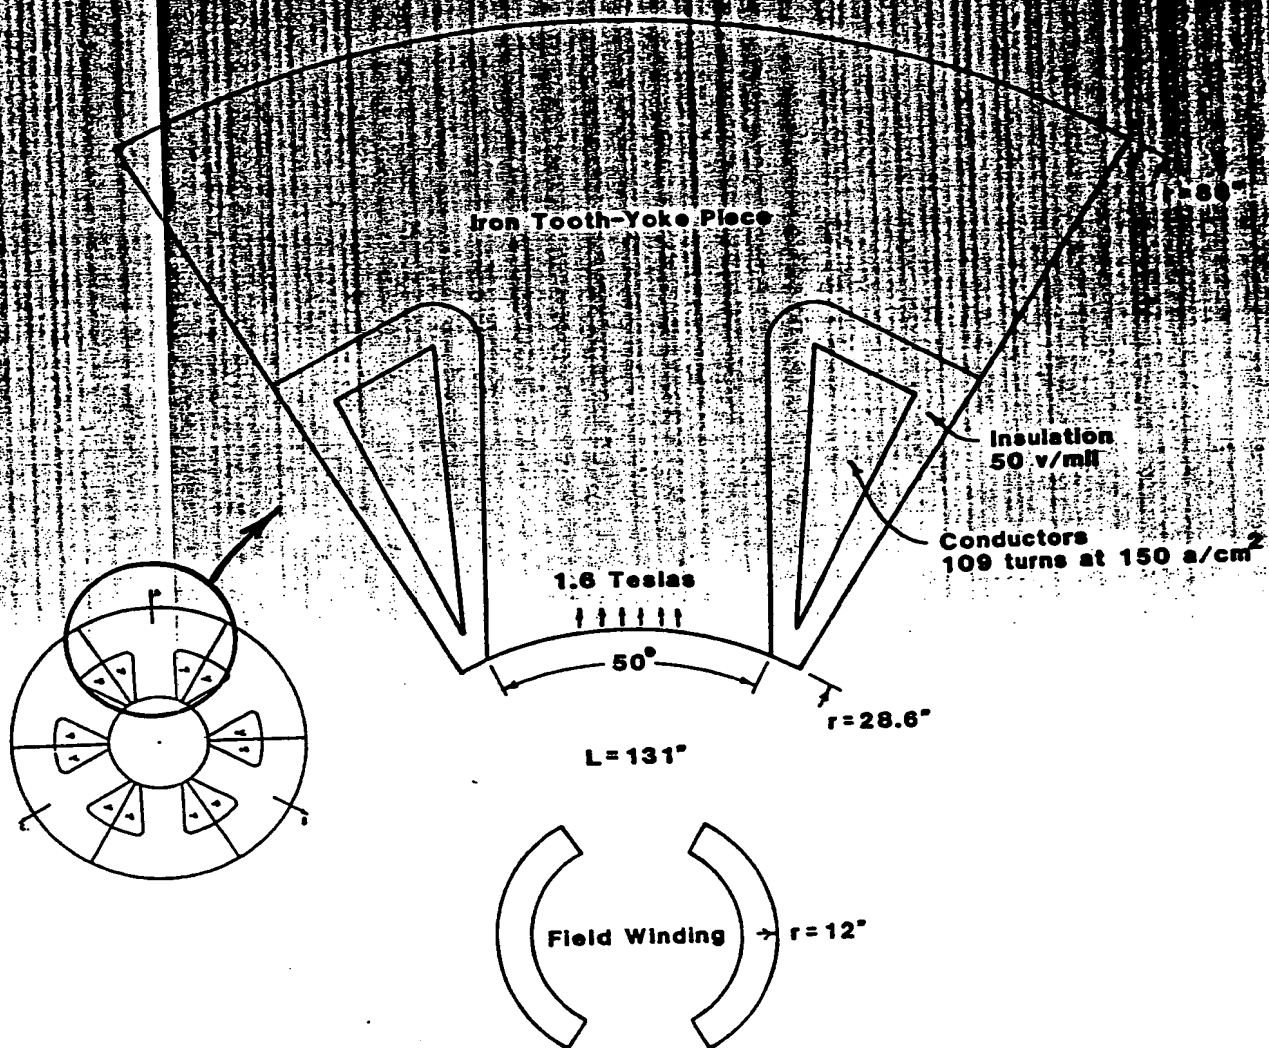 Iron Tooth-Yoke Piece
Insulation
50 v/mil
Conductors
109 turns at 150 a/cm²
1.6 Teslas
50°
r=28.6"
L=131"
Field Winding
r=12"